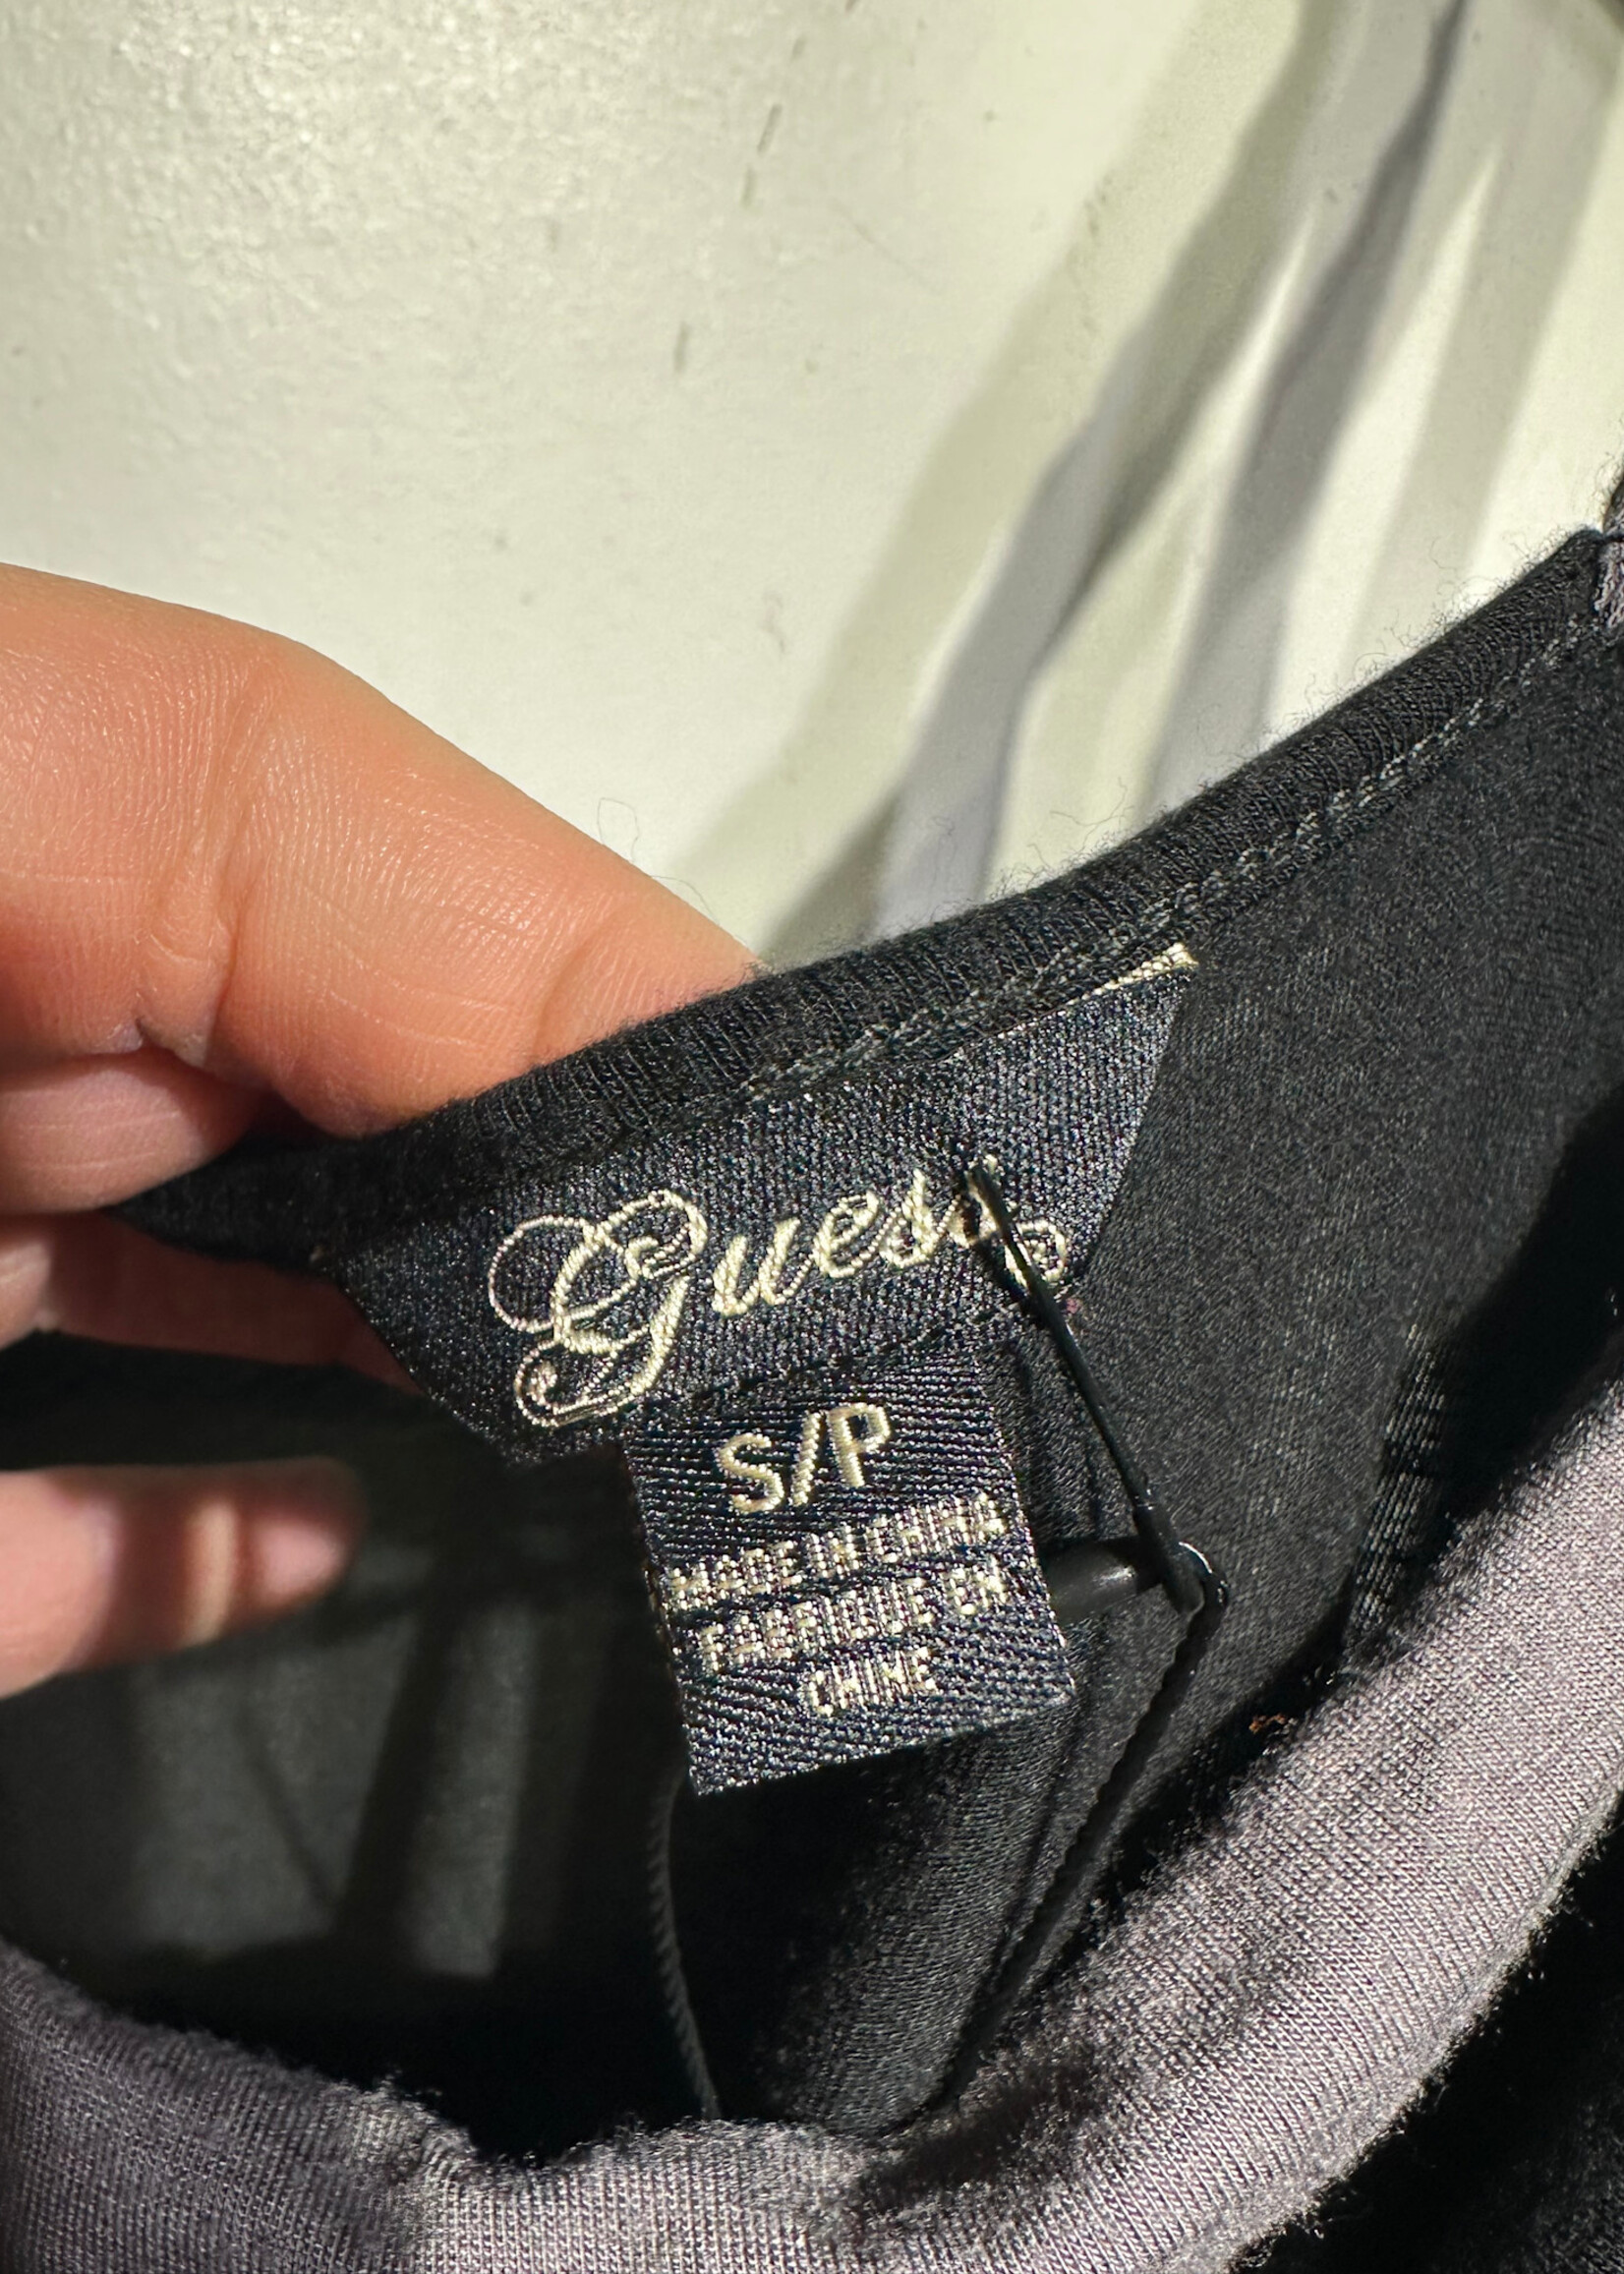 Guess
S/P
MADE IN CHINA
FABRIQUE EN
CHINE